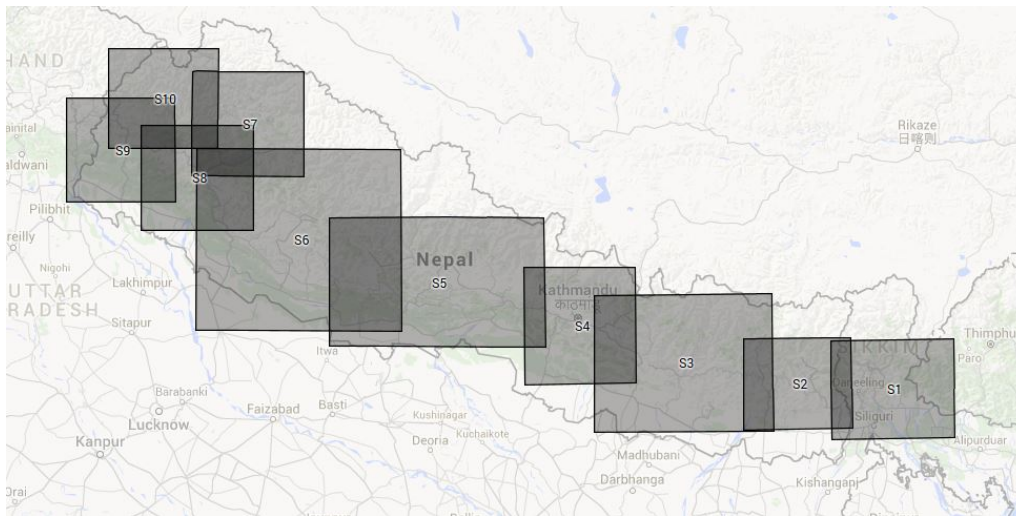 HAND
S10
S7
Rikaze
日喀则
ainital
aldwani
S9
S8
Pilibhit
S6
Nepal
reilly
Nigohi
S5
Lakhimpur
UTTAR
RADESH
Kathmandu
S4
Sitapur
Thimphu
Paro
SIKKIM
Itwa
S3
S2
Darjeeling
S1
Barabanki
Lucknow
Faizabad
Basti
Kushinagar
Siliguri
Deoria
Kuchaikote
Kanpur
Alipurduar
Madhubani
Darbhanga
Kishanganj
Orai